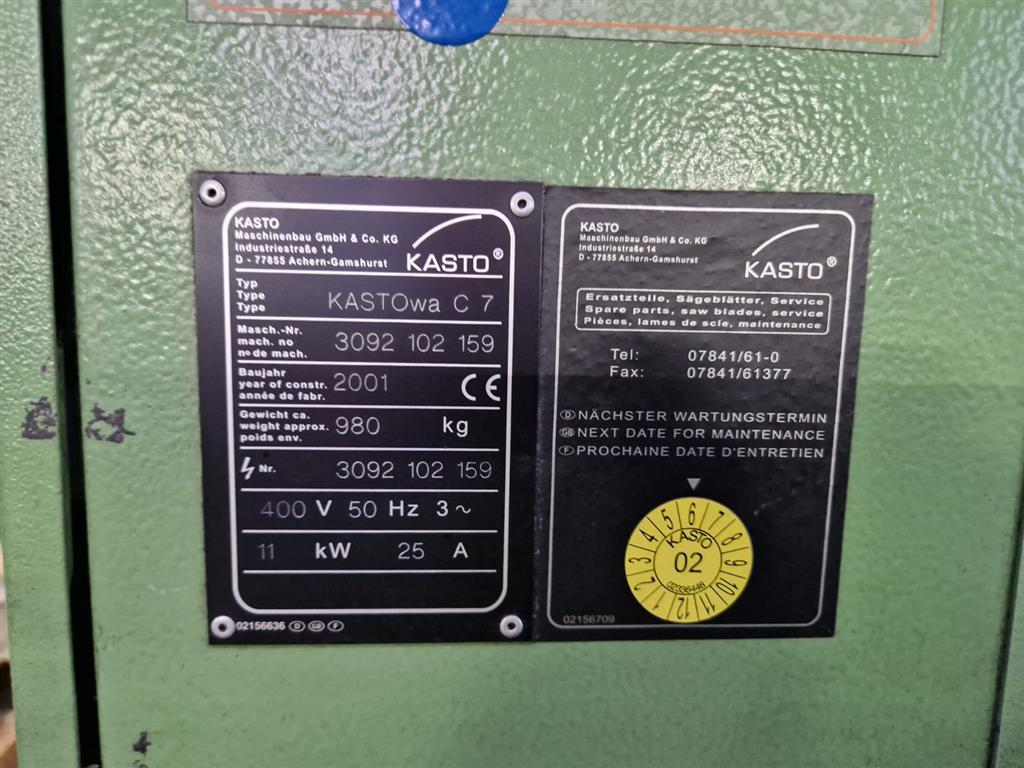 KASTO
Maschinenbau GmbH & Co. KG
Industriestraße 14
D - 77855 Achern-Gamshurst
KASTO®
Typ
Type
Type
KASTOwa C 7
Masch.-Nr.
mach. no
nº de mach.
3092 102 159
Baujahr
year of constr.
année de fabr.
2001
CE
Gewicht ca.
weight approx.
poids env.
980 kg
Nr. 3092 102 159
400 V 50 Hz 3~
11 kW 25 A
02156636 D GB F
KASTO
Maschinenbau GmbH & Co. KG
Industriestraße 14
D - 77855 Achern-Gamshurst
KASTO®
Ersatzteile, Sägeblätter, Service
Spare parts, saw blades, service
Pièces, lames de scie, maintenance
Tel: 07841/61-0
Fax: 07841/61377
D NÄCHSTER WARTUNGSTERMIN
GB NEXT DATE FOR MAINTENANCE
F PROCHAINE DATE D'ENTRETIEN
1 2 3 4 5 6 7 8 9 10 11 12
KASTO
02
02336448
02156709